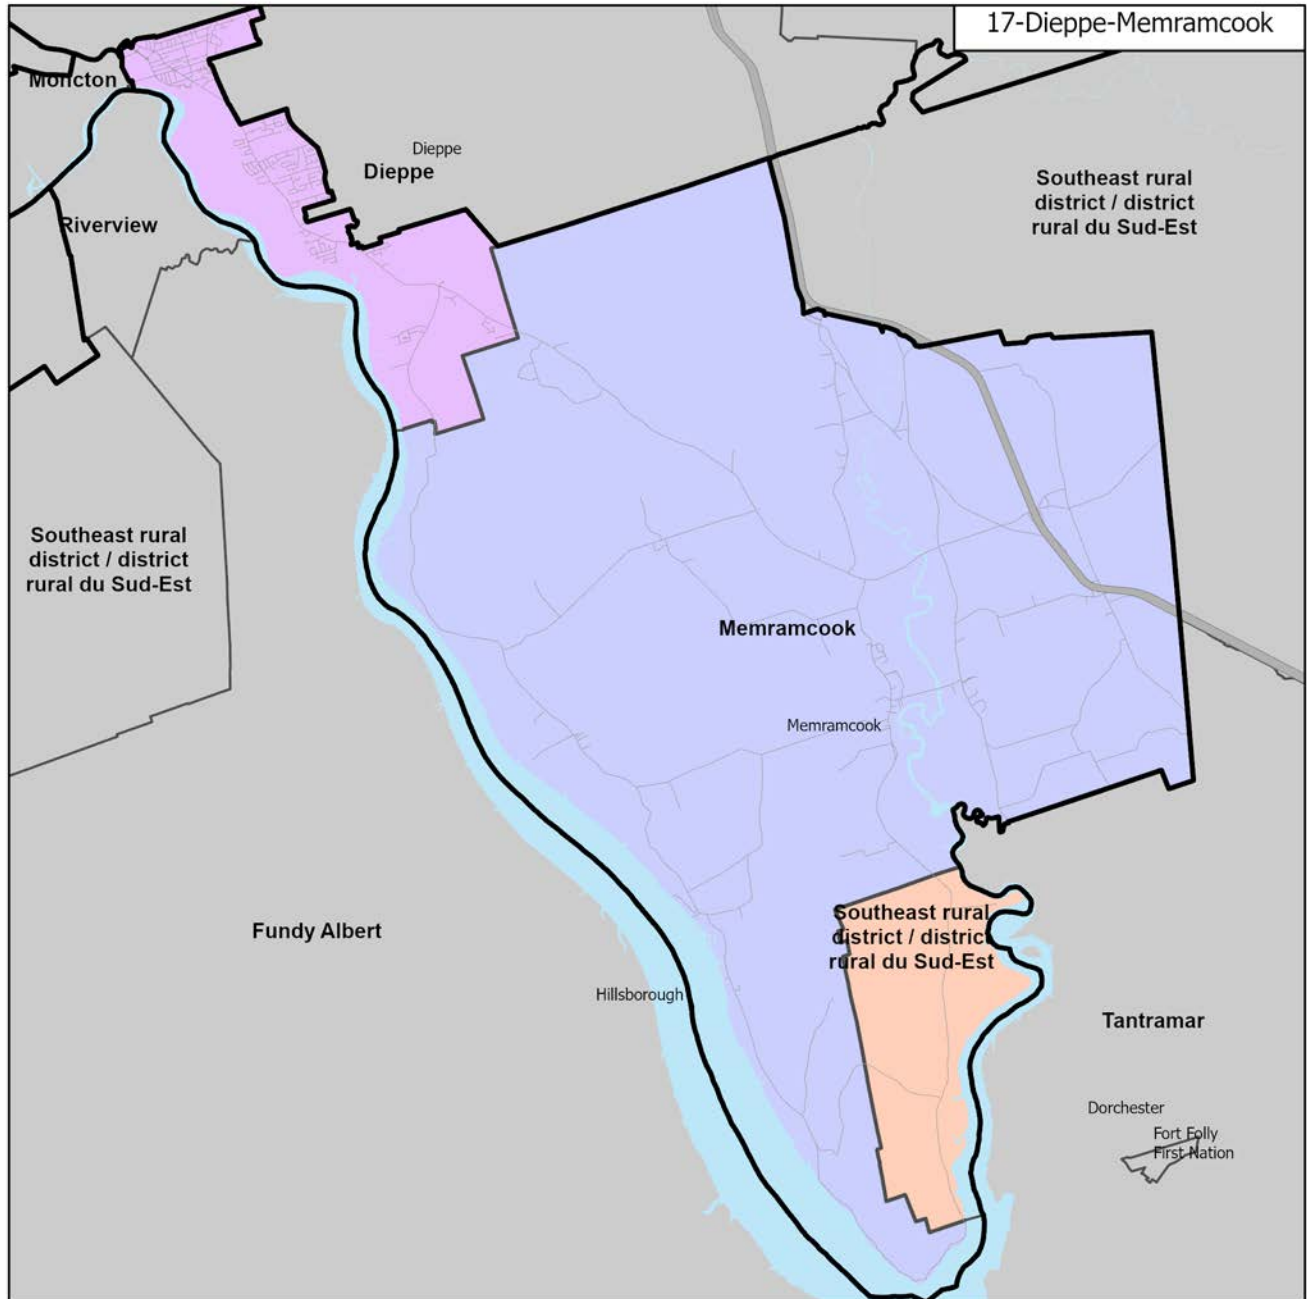 17-Dieppe-Memramcook
Moncton
Dieppe
Dieppe
Southeast rural
district / district
rural du Sud-Est
Riverview
Southeast rural
district / district
rural du Sud-Est
Memramcook
Memramcook
Southeast rural
district / district
rural du Sud-Est
Fundy Albert
Hillsborough
Tantramar
Dorchester
Fort Folly
First Nation